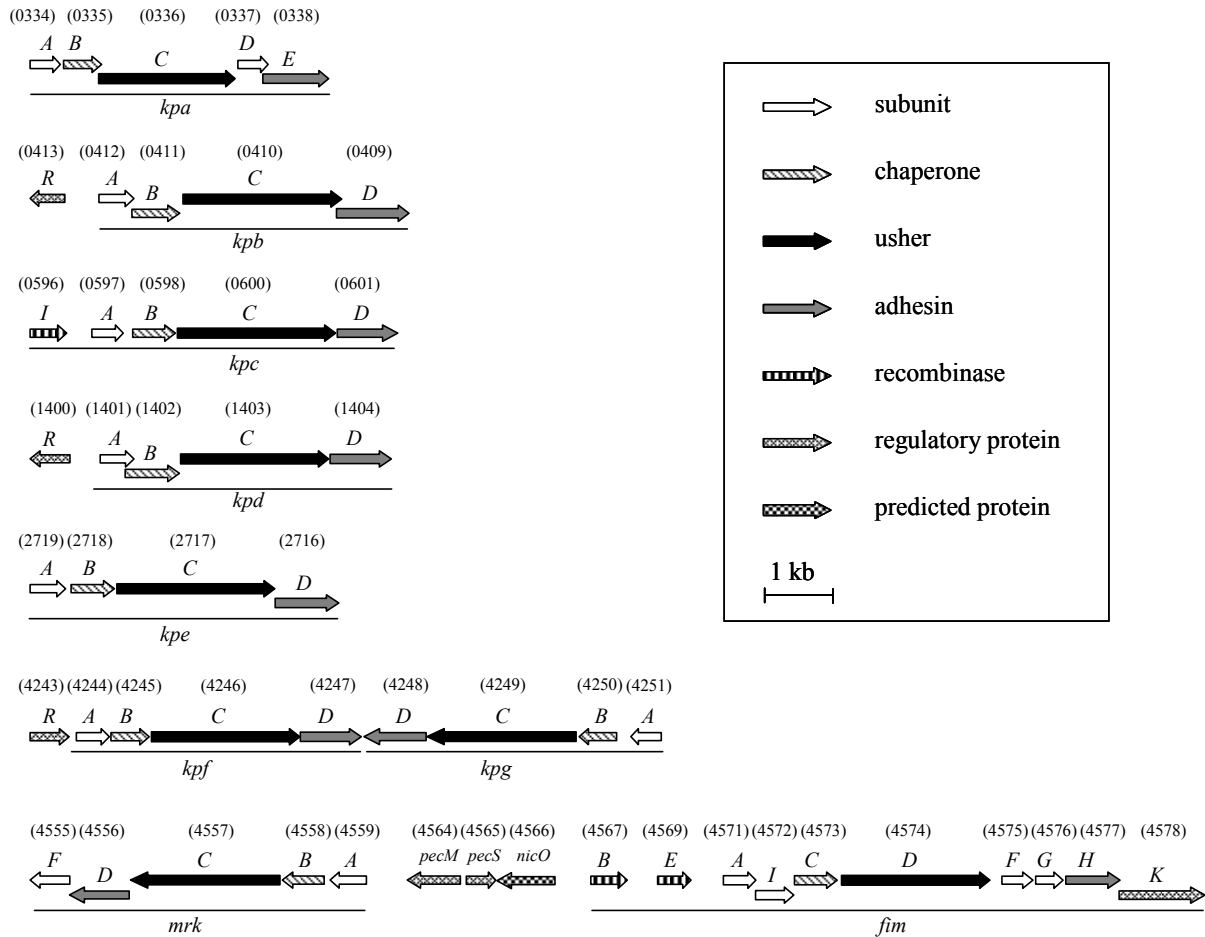 (0334) (0335) (0336) (0337) (0338)
A B C D E
kpa
(0413) (0412) (0411) (0410) (0409)
R A B C D
kpb
(0596) (0597) (0598) (0600) (0601)
I A B C D
kpc
(1400) (1401) (1402) (1403) (1404)
R A B C D
kpd
(2719) (2718) (2717) (2716)
A B C D
kpe
(4243) (4244) (4245) (4246) (4247) (4248) (4249) (4250) (4251)
R A B C D D C B A
kpf kpg
(4555) (4556) (4557) (4558) (4559) (4564) (4565) (4566) (4567) (4569) (4571) (4572) (4573) (4574) (4575) (4576) (4577) (4578)
F D C B A pecM pecS nicO B E A I C D F G H K
mrk fim
subunit
chaperone
usher
adhesin
recombinase
regulatory protein
predicted protein
1 kb